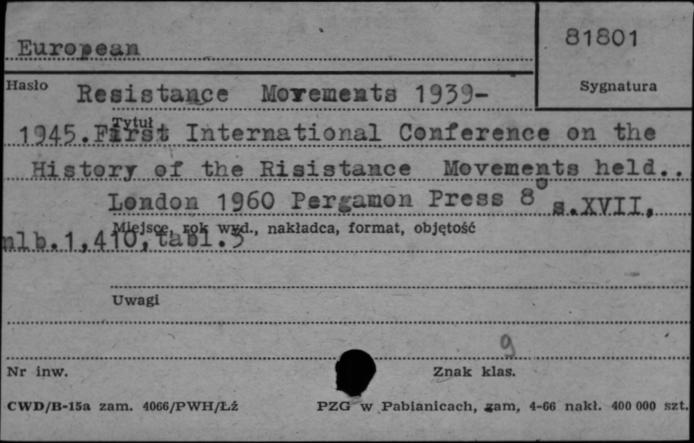 European
81801
Hasło
Sygnatura
Resistance Movements 1939-
Tytuł
1945.First International Conference on the
History of the Risistance Movements held..
London 1960 Pergamon Press 8° s.XVII,
Miejsce, rok wyd., nakładca, format, objętość
nlb.1,410,tabl.3
Uwagi
9
Nr inw.
Znak klas.
CWD/B-15a zam. 4066/PWH/Łź
PZG w Pabianicach, zam, 4-66 nakł. 400 000 szt.